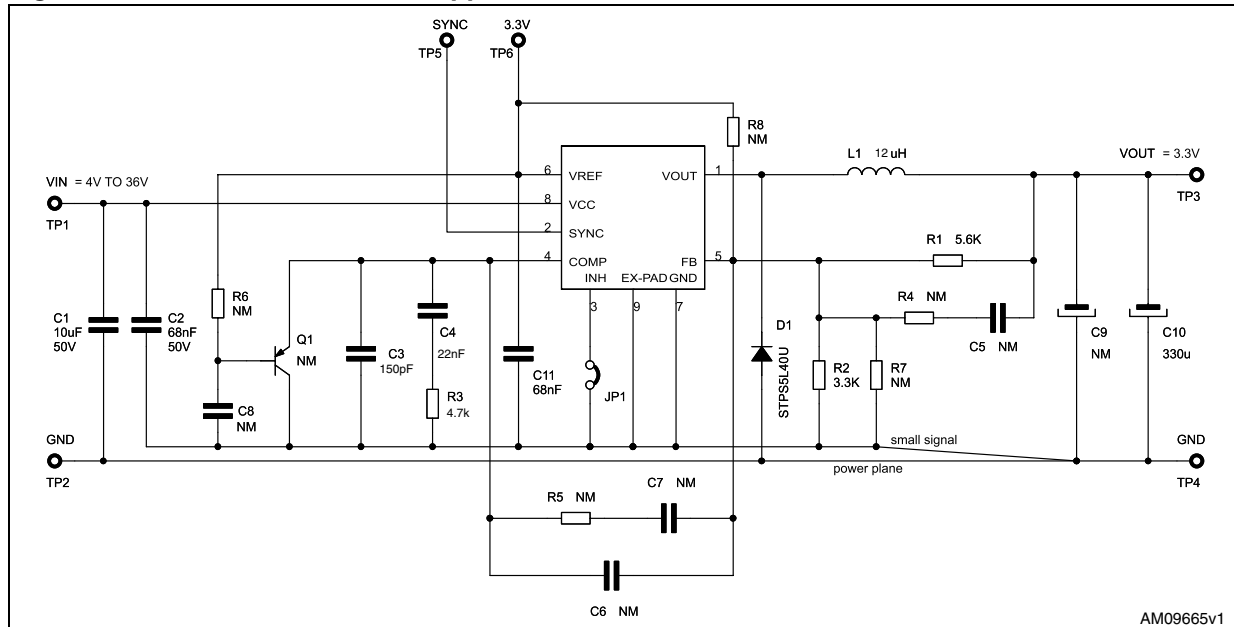 SYNC
3.3V
TP5
TP6
R8
NM
L1 12 uH
VOUT = 3.3V
VIN = 4V TO 36V
6
VREF
VOUT
1
8
VCC
TP1
2
SYNC
TP3
4
COMP
FB
5
R1 5.6K
INH
EX-PAD
GND
3
9
7
R6
NM
R4 NM
C1
10uF
50V
C2
68nF
50V
Q1
NM
C4
22nF
C5 NM
D1
STPS5L40U
C9
NM
C10
330u
C3
150pF
C11
68nF
JP1
R2
3.3K
R7
NM
R3
4.7k
C8
NM
GND
small signal
GND
power plane
TP2
TP4
R5 NM
C7 NM
C6 NM
AM09665v1